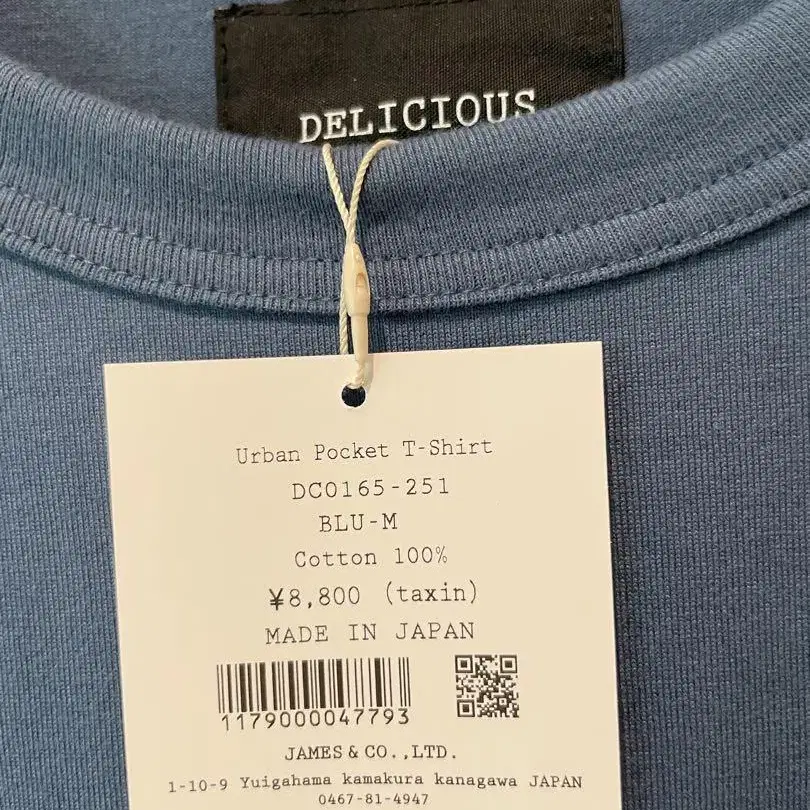 DELICIOUS
Urban Pocket T-Shirt
DC0165-251
BLU-M
Cotton 100%
¥8,800 (taxin)
MADE IN JAPAN
1179000047793
JAMES & CO.,LTD.
1-10-9 Yuigahama kamakura kanagawa JAPAN
0467-81-4947